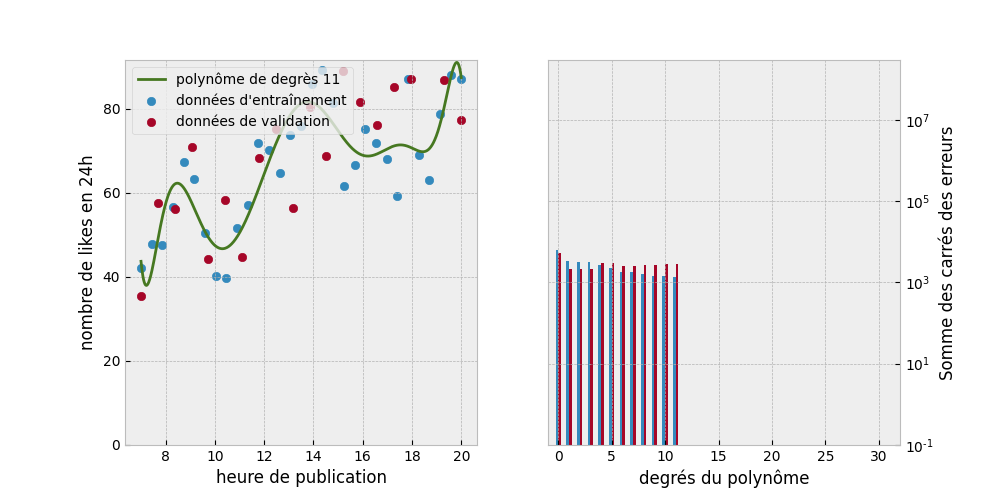 polynôme de degrès 11
données d'entraînement
données de validation
80
60
40
20
0
8 10 12 14 16 18 20
heure de publication
nombre de likes en 24h
10^7
10^5
10^3
10^1
10^-1
0 5 10 15 20 25 30
degrés du polynôme
Somme des carrés des erreurs